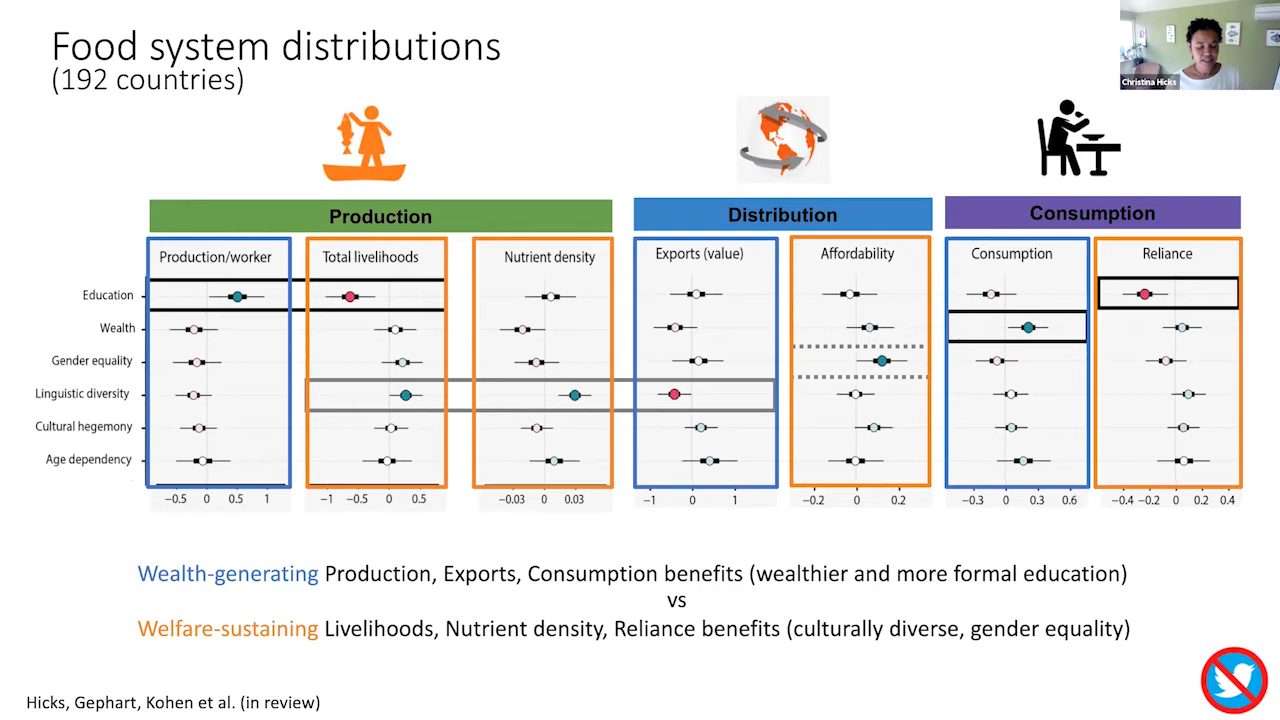 Food system distributions
(192 countries)
Christina Hicks
Production
Distribution
Consumption
Production/worker
Total livelihoods
Nutrient density
Exports (value)
Affordability
Consumption
Reliance
Education
Wealth
Gender equality
Linguistic diversity
Cultural hegemony
Age dependency
−0.5 0 0.5 1
−1 −0.5 0 0.5
−0.03 0 0.03
−1 0 1
−0.2 0 0.2
−0.3 0 0.3 0.6
−0.4 −0.2 0 0.2 0.4
Wealth-generating Production, Exports, Consumption benefits (wealthier and more formal education)
vs
Welfare-sustaining Livelihoods, Nutrient density, Reliance benefits (culturally diverse, gender equality)
Hicks, Gephart, Kohen et al. (in review)